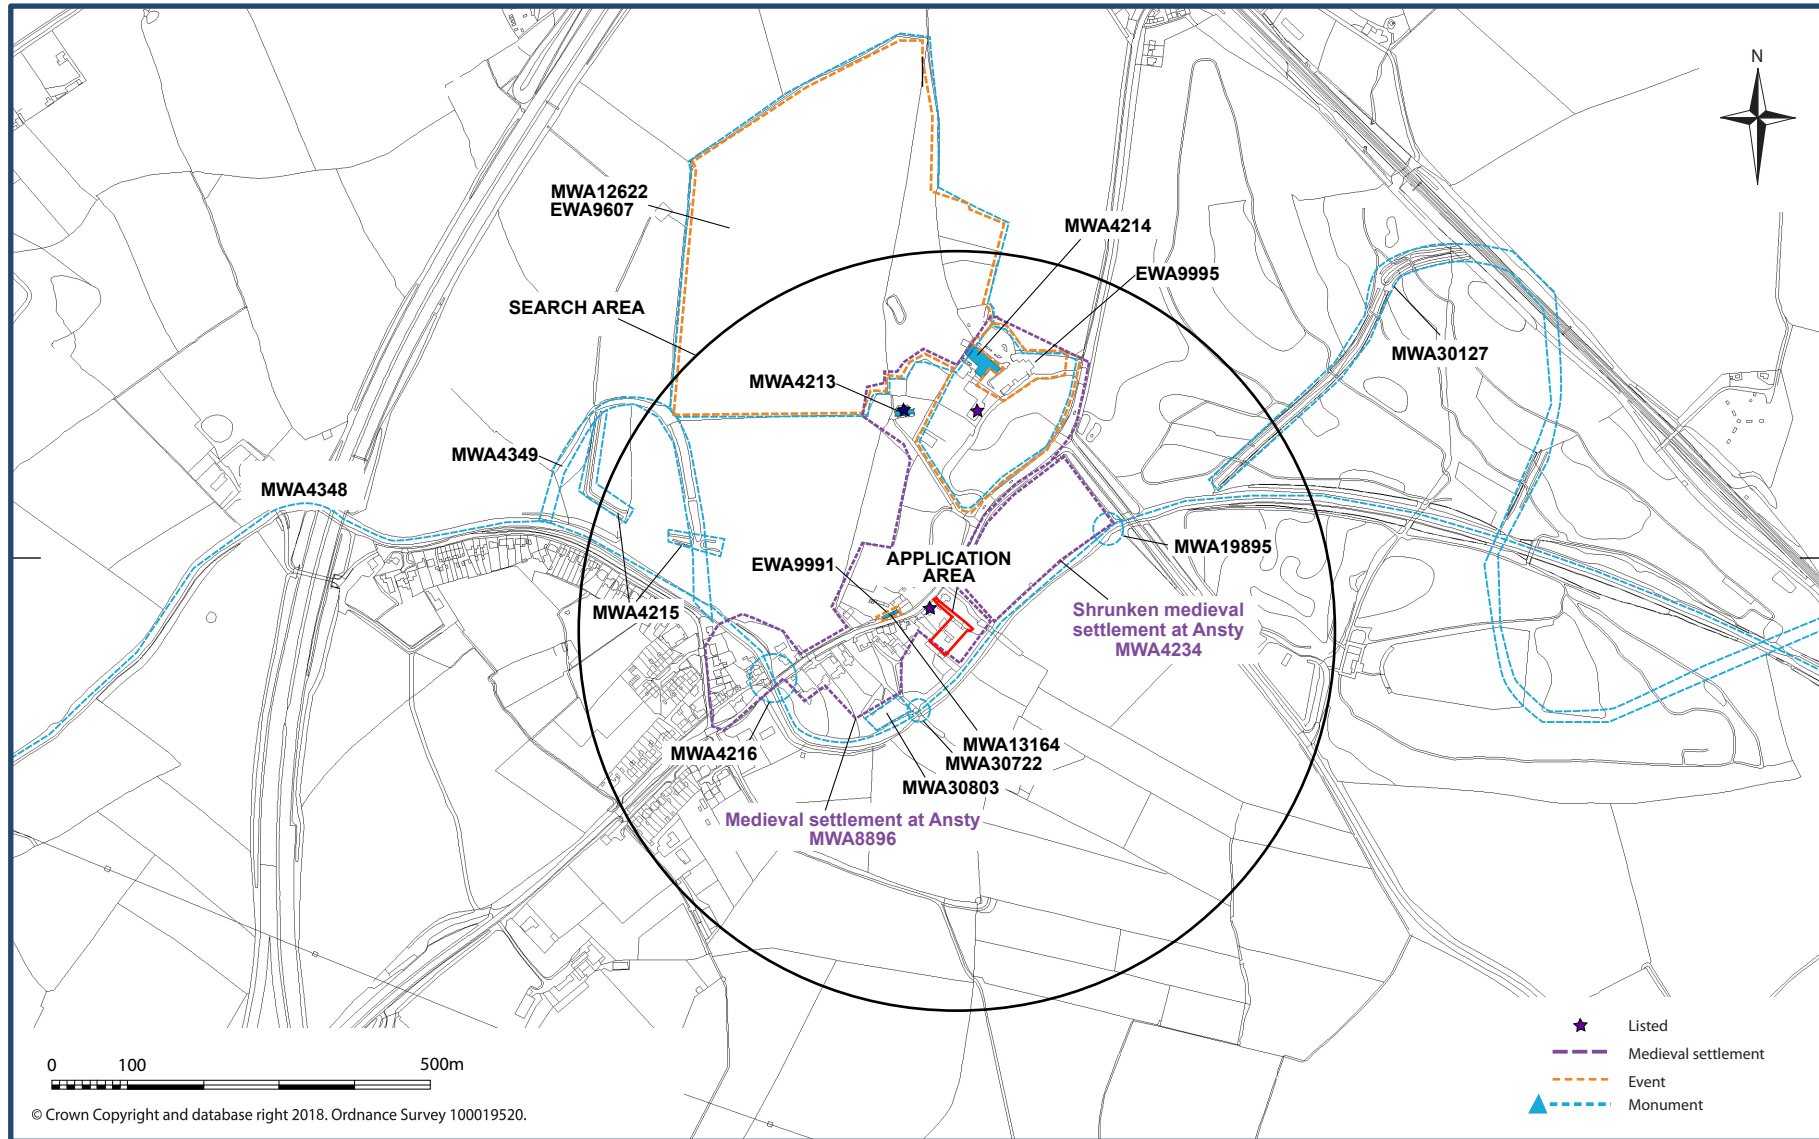 N
MWA12622
EWA9607
MWA4214
EWA9995
SEARCH AREA
MWA30127
MWA4213
MWA4349
MWA4348
MWA19895
APPLICATION
AREA
EWA9991
MWA4215
Shrunken medieval
settlement at Ansty
MWA4234
MWA4216
MWA13164
MWA30722
MWA30803
Medieval settlement at Ansty
MWA8896
Listed
Medieval settlement
Event
Monument
0 100 500m
© Crown Copyright and database right 2018. Ordnance Survey 100019520.